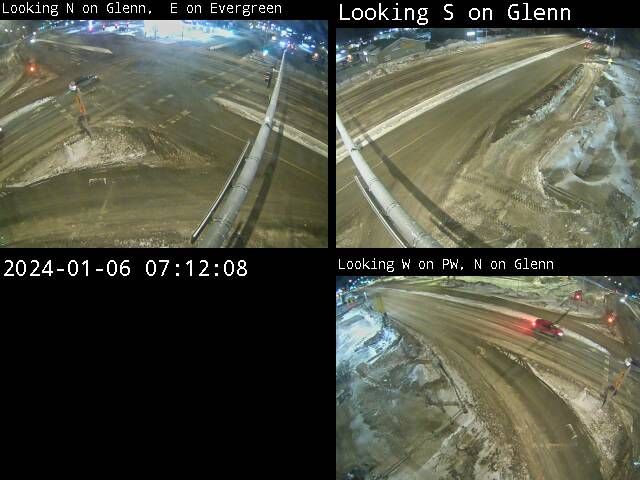 Looking N on Glenn, E on Evergreen
Looking S on Glenn
2024-01-06 07:12:08
Looking W on PW, N on Glenn